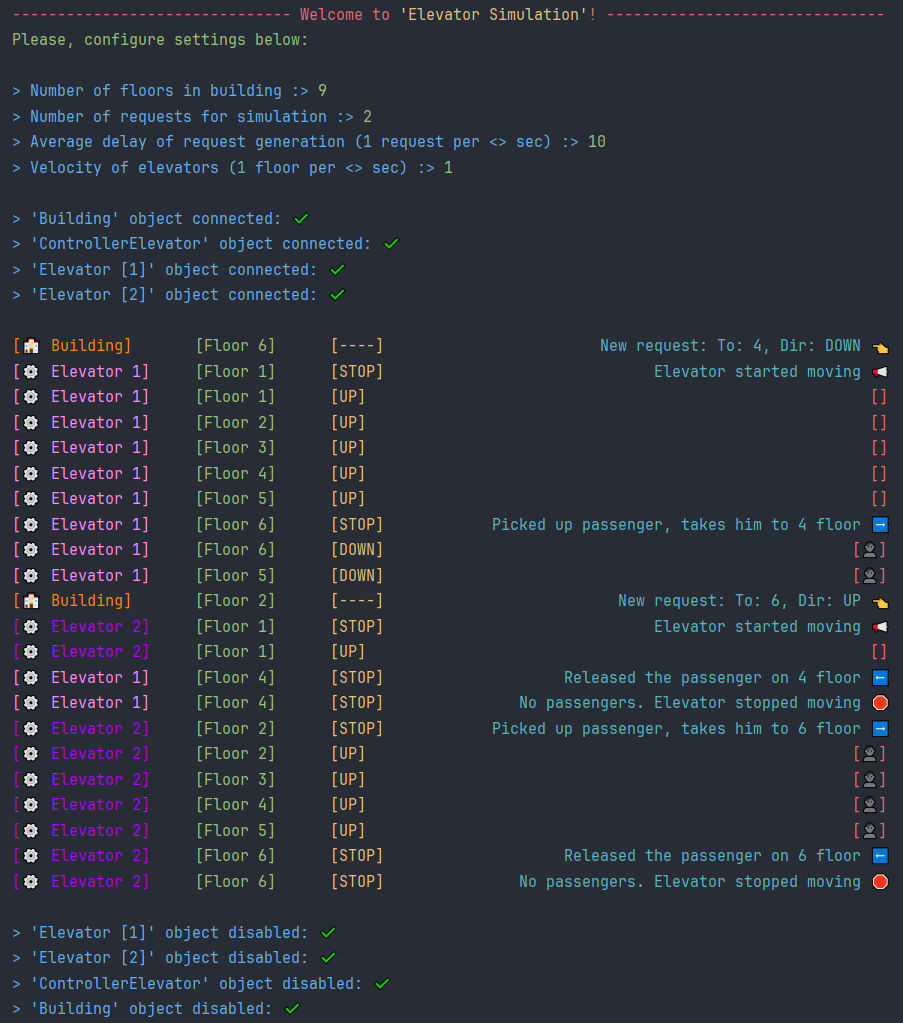 ------------------------------- Welcome to 'Elevator Simulation'! -------------------------------
Please, configure settings below:
> Number of floors in building :> 9
> Number of requests for simulation :> 2
> Average delay of request generation (1 request per <> sec) :> 10
> Velocity of elevators (1 floor per <> sec) :> 1
> 'Building' object connected: ✔
> 'ControllerElevator' object connected: ✔
> 'Elevator [1]' object connected: ✔
> 'Elevator [2]' object connected: ✔
[🏠 Building] [Floor 6] [----] New request: To: 4, Dir: DOWN 👈
[⚙ Elevator 1] [Floor 1] [STOP] Elevator started moving 📢
[⚙ Elevator 1] [Floor 1] [UP] []
[⚙ Elevator 1] [Floor 2] [UP] []
[⚙ Elevator 1] [Floor 3] [UP] []
[⚙ Elevator 1] [Floor 4] [UP] []
[⚙ Elevator 1] [Floor 5] [UP] []
[⚙ Elevator 1] [Floor 6] [STOP] Picked up passenger, takes him to 4 floor ➡
[⚙ Elevator 1] [Floor 6] [DOWN] [👤]
[⚙ Elevator 1] [Floor 5] [DOWN] [👤]
[🏠 Building] [Floor 2] [----] New request: To: 6, Dir: UP 👈
[⚙ Elevator 2] [Floor 1] [STOP] Elevator started moving 📢
[⚙ Elevator 2] [Floor 1] [UP] []
[⚙ Elevator 1] [Floor 4] [STOP] Released the passenger on 4 floor ⬅
[⚙ Elevator 1] [Floor 4] [STOP] No passengers. Elevator stopped moving 🛑
[⚙ Elevator 2] [Floor 2] [STOP] Picked up passenger, takes him to 6 floor ➡
[⚙ Elevator 2] [Floor 2] [UP] [👤]
[⚙ Elevator 2] [Floor 3] [UP] [👤]
[⚙ Elevator 2] [Floor 4] [UP] [👤]
[⚙ Elevator 2] [Floor 5] [UP] [👤]
[⚙ Elevator 2] [Floor 6] [STOP] Released the passenger on 6 floor ⬅
[⚙ Elevator 2] [Floor 6] [STOP] No passengers. Elevator stopped moving 🛑
> 'Elevator [1]' object disabled: ✔
> 'Elevator [2]' object disabled: ✔
> 'ControllerElevator' object disabled: ✔
> 'Building' object disabled: ✔